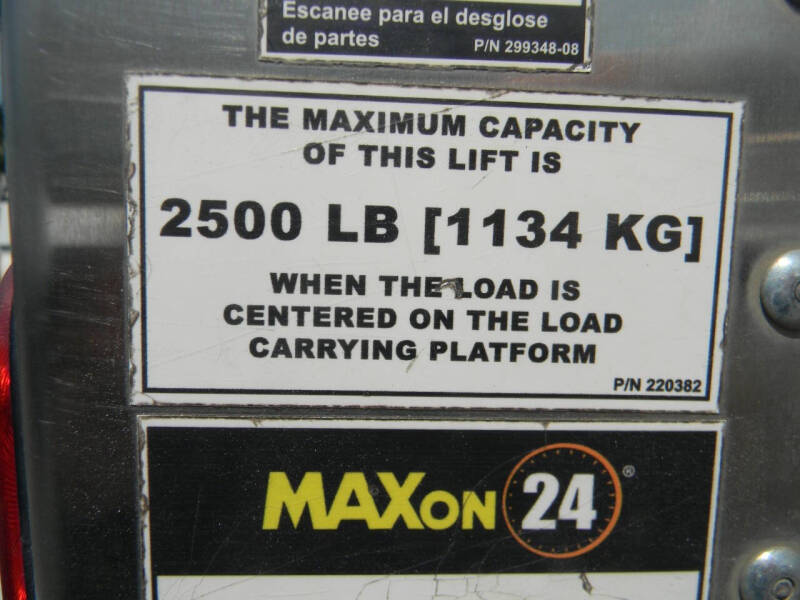 Escanee para el desglose
de partes P/N 299348-08
THE MAXIMUM CAPACITY
OF THIS LIFT IS
2500 LB [1134 KG]
WHEN THE LOAD IS
CENTERED ON THE LOAD
CARRYING PLATFORM
P/N 220382
MAXON 24 ®